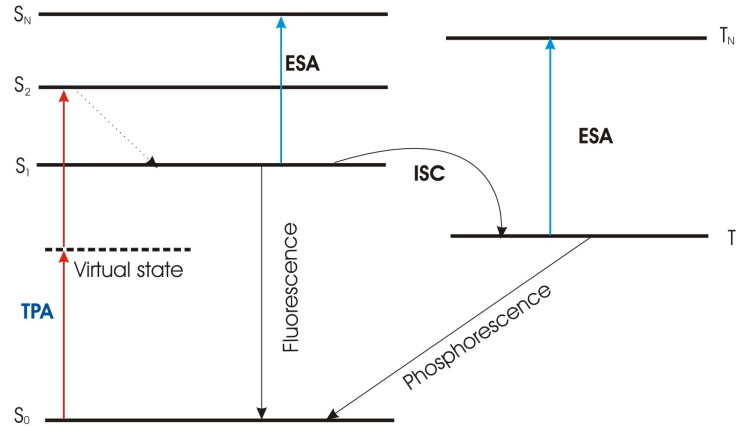 S_N
ESA
T_N
S_2
ESA
S_1
ISC
T
Virtual state
Fluorescence
TPA
Phosphorescence
S_0